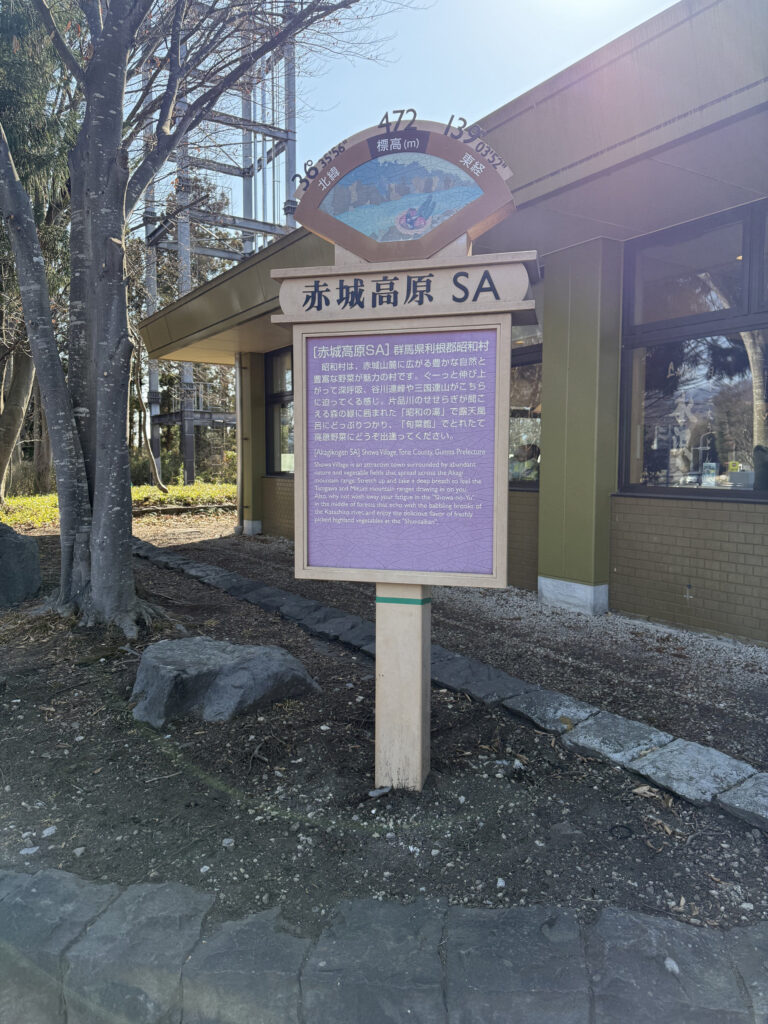 36°35'56"
472
139°03'52"
北緯
標高(m)
東経
赤城高原 SA
[赤城高原SA] 群馬県利根郡昭和村
昭和村は、赤城山麓に広がる豊かな自然と
豊富な野菜が魅力の村です。ぐーっと伸び上
がって深呼吸、谷川連峰や三国連山がこちら
に迫ってくる感じ。片品川のせせらぎが聞こ
える森の緑に囲まれた「昭和の湯」で露天風
呂にどっぷりつかり、「旬菜館」でとれたて
高原野菜にどうぞ出逢ってください。
[Akagikogen SA] Showa Village, Tone County, Gunma Prefecture
Showa Village is an attractive town surrounded by abundant
nature and vegetable fields that spread across the Akagi
mountain range. Stretch up and take a deep breath to feel the
Tanigawa and Mikuni mountain ranges drawing in on you.
Also, why not wash away your fatigue in the "Showa-no-Yu"
in the middle of forests that echo with the babbling brooks of
the Katashina river, and enjoy the delicious flavor of freshly
picked highland vegetables at the "Shunsaikan".